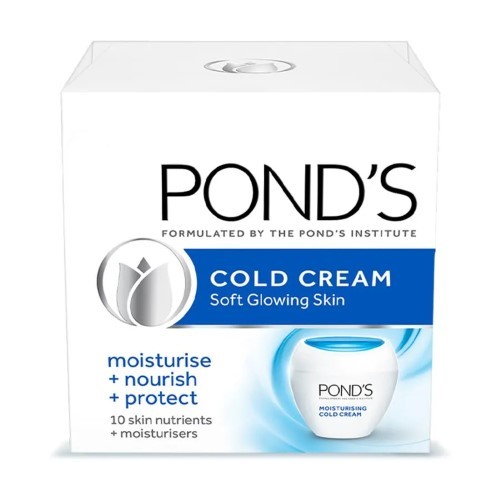 POND'S
FORMULATED BY THE POND'S INSTITUTE
COLD CREAM
Soft Glowing Skin
moisturise
+ nourish
+ protect
10 skin nutrients
+ moisturisers
POND'S
MOISTURISING
COLD CREAM